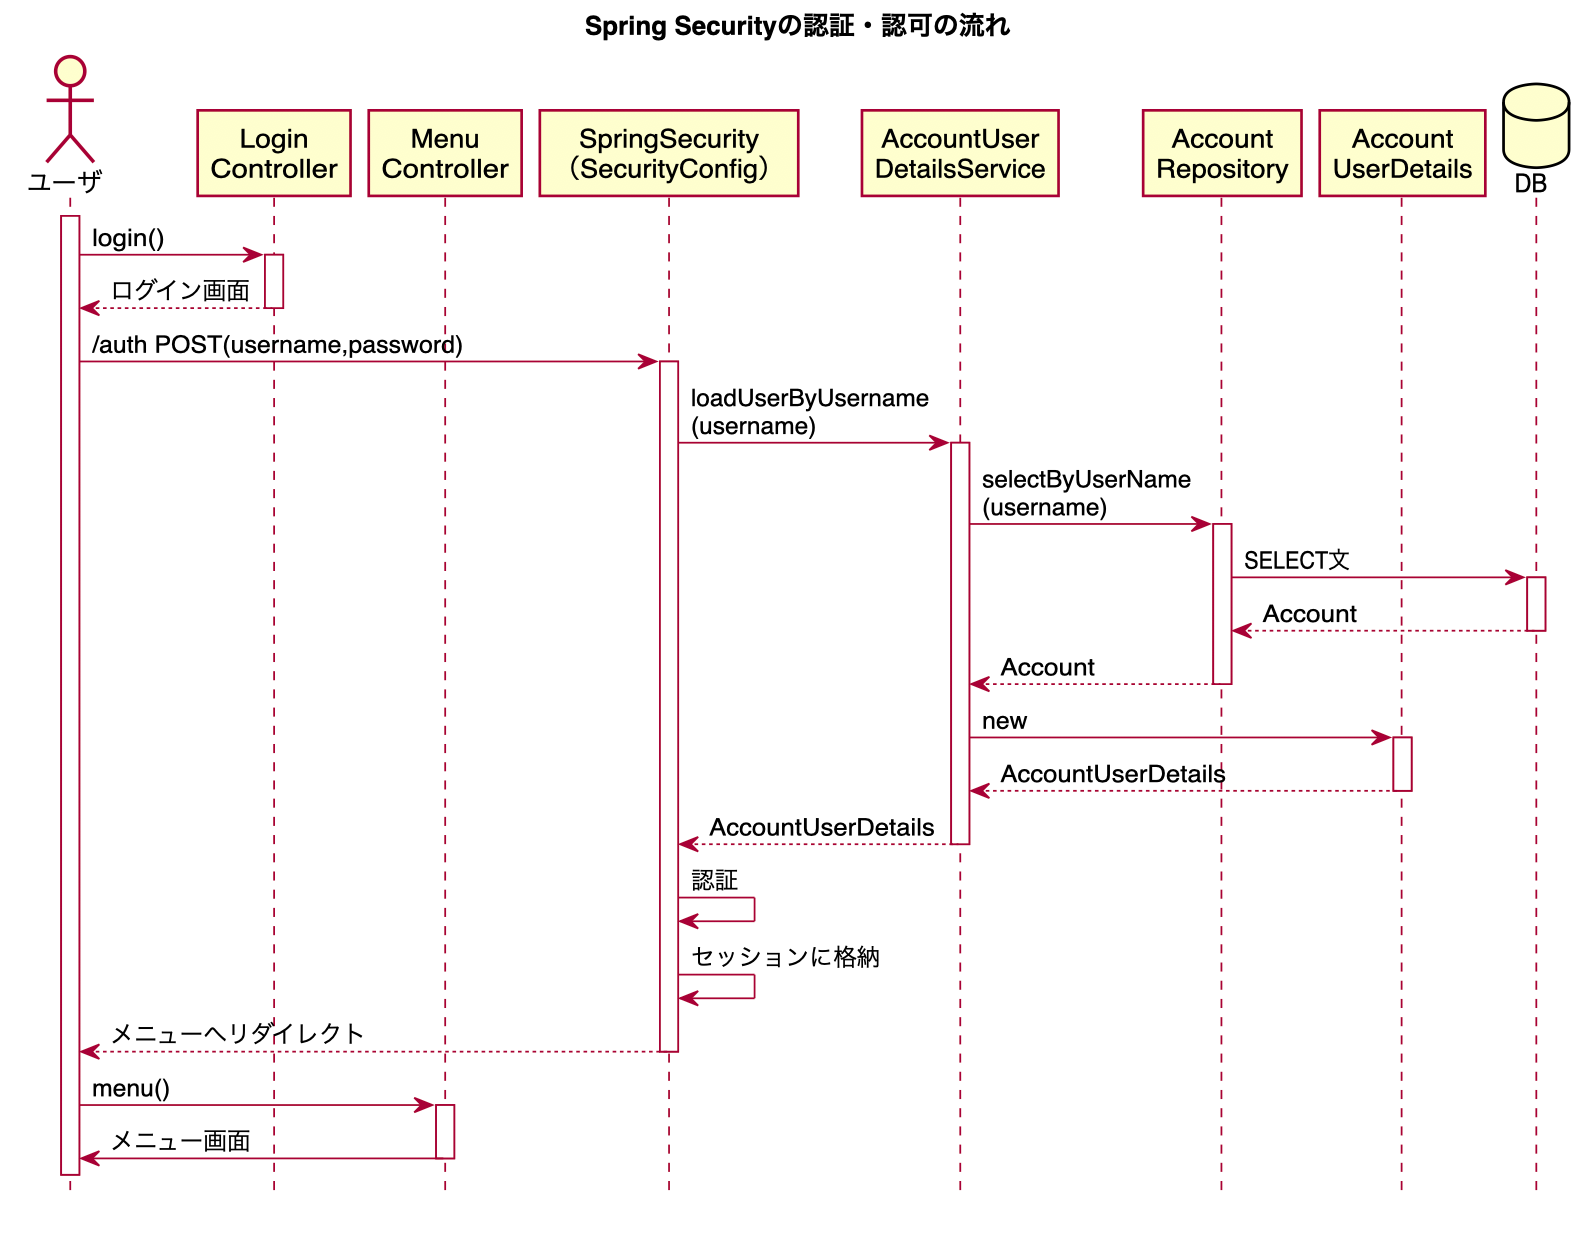 Spring Securityの認証・認可の流れ
ユーザ
Login
Controller
Menu
Controller
SpringSecurity
（SecurityConfig）
AccountUser
DetailsService
Account
Repository
Account
UserDetails
DB
login()
ログイン画面
/auth POST(username,password)
loadUserByUsername
(username)
selectByUserName
(username)
SELECT文
Account
Account
new
AccountUserDetails
AccountUserDetails
認証
セッションに格納
メニューへリダイレクト
menu()
メニュー画面